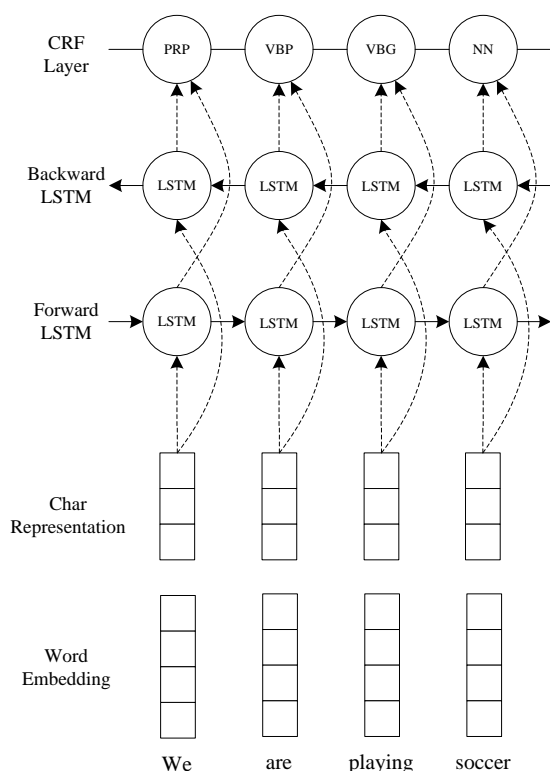 CRF
Layer
PRP VBP VBG NN
Backward
LSTM
LSTM LSTM LSTM LSTM
Forward
LSTM
LSTM LSTM LSTM LSTM
Char
Representation
Word
Embedding
We are playing soccer